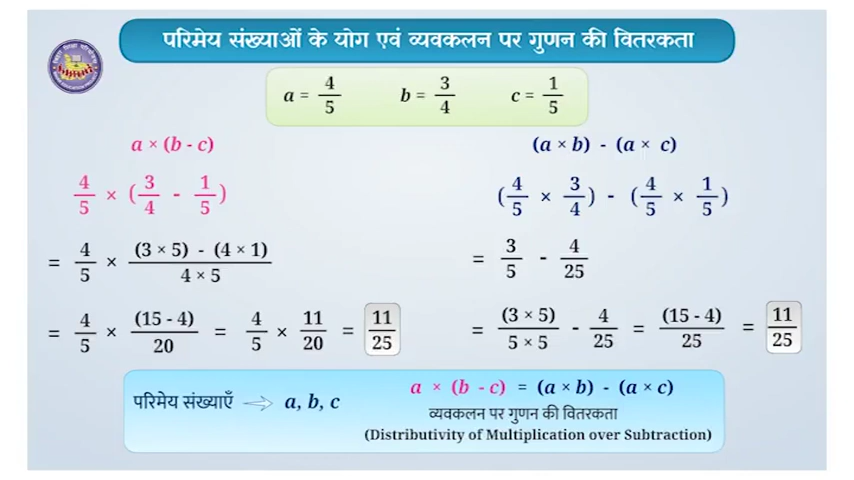 परिमेय संख्याओं के योग एवं व्यवकलन पर गुणन की वितरकता
a = 4/5 b = 3/4 c = 1/5
a × (b - c)
4/5 × (3/4 - 1/5)
= 4/5 × (3 × 5) - (4 × 1)/4 × 5
= 4/5 × (15 - 4)/20 = 4/5 × 11/20 = 11/25
(a × b) - (a × c)
(4/5 × 3/4) - (4/5 × 1/5)
= 3/5 - 4/25
= (3 × 5)/5 × 5 - 4/25 = (15 - 4)/25 = 11/25
परिमेय संख्याएँ → a, b, c
a × (b - c) = (a × b) - (a × c)
व्यवकलन पर गुणन की वितरकता
(Distributivity of Multiplication over Subtraction)